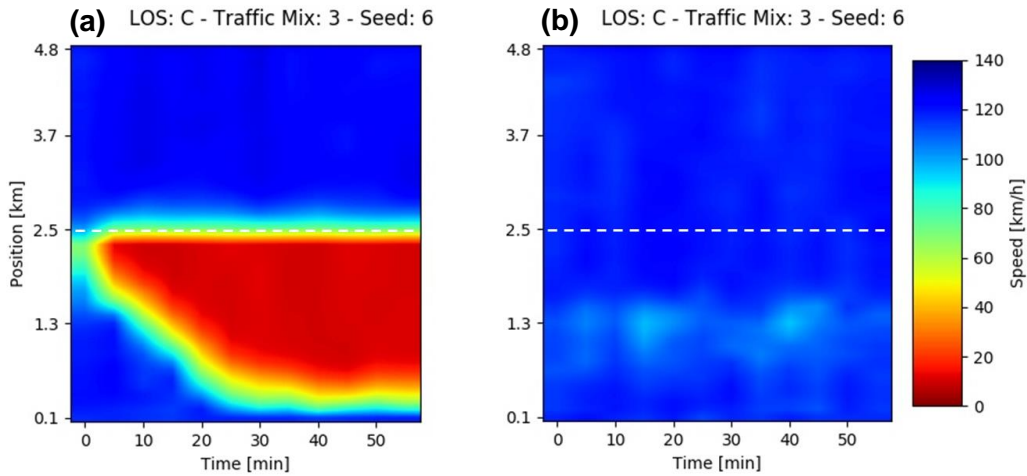 (a) LOS: C - Traffic Mix: 3 - Seed: 6
4.8
3.7
2.5
1.3
0.1
Position [km]
0 10 20 30 40 50
Time [min]
(b) LOS: C - Traffic Mix: 3 - Seed: 6
4.8
3.7
2.5
1.3
0.1
0 10 20 30 40 50
Time [min]
140
120
100
80
60
40
20
0
Speed [km/h]